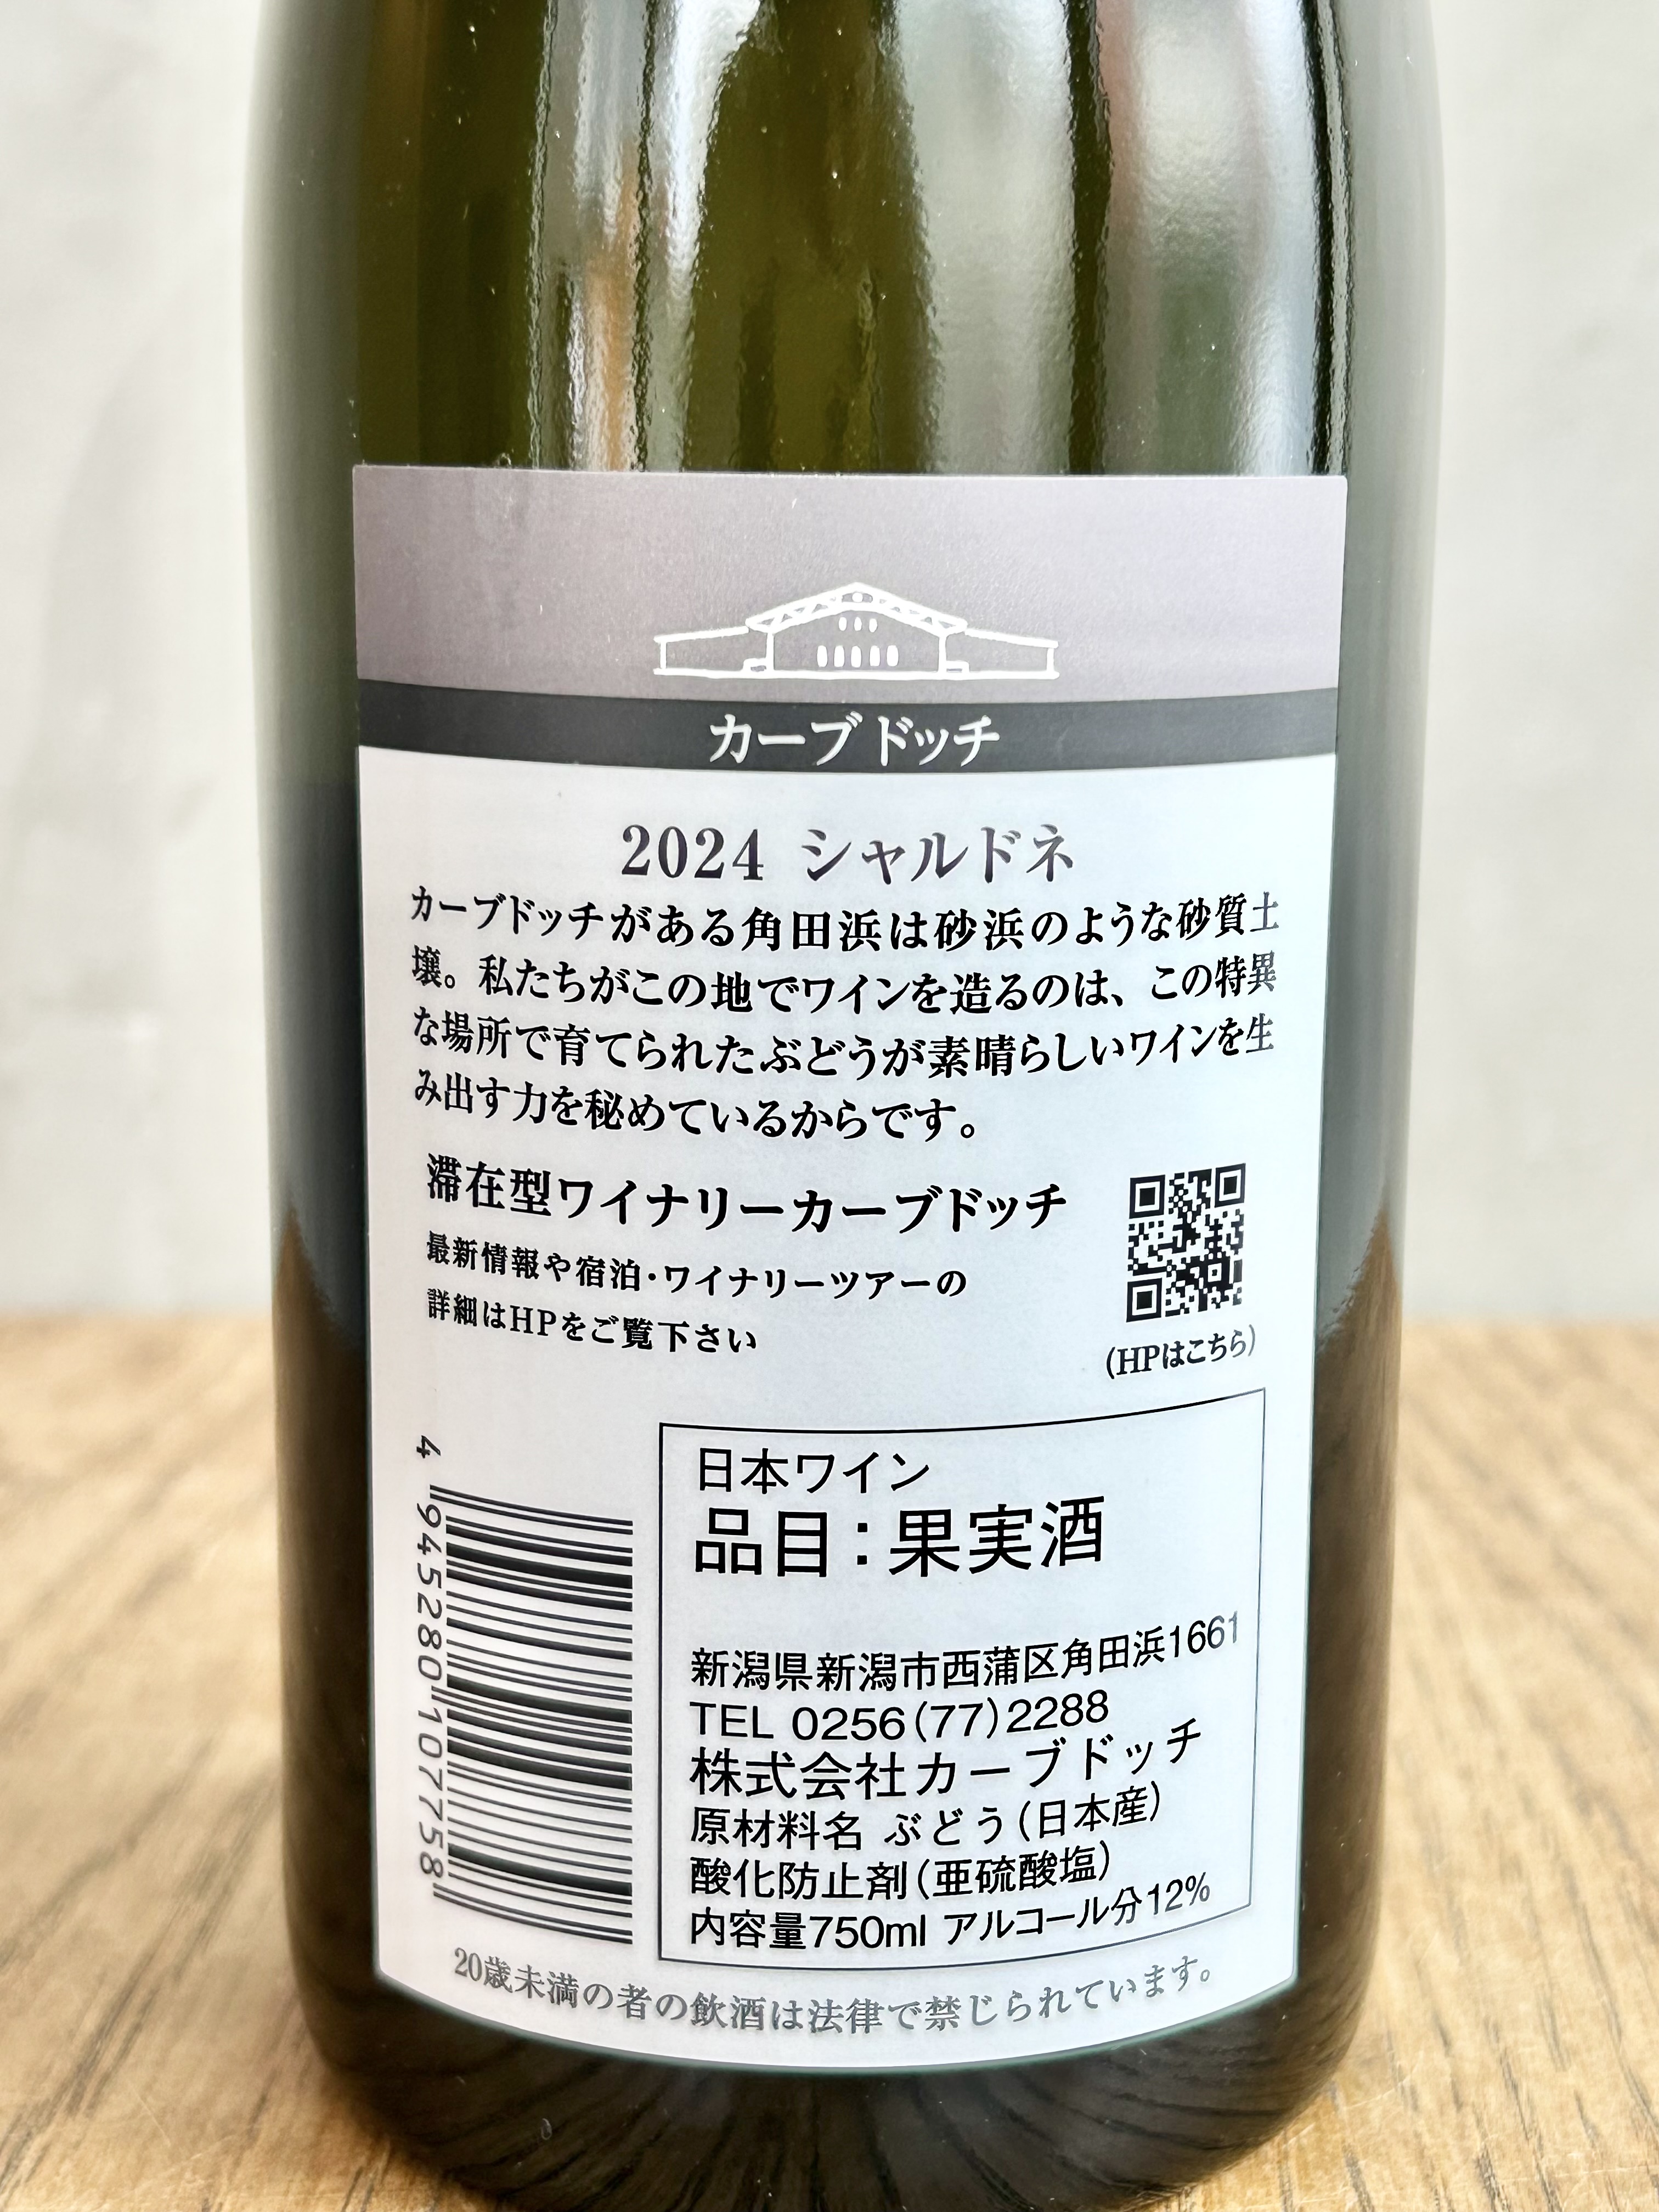 カーブドッチ
2024 シャルドネ
カーブドッチがある角田浜は砂浜のような砂質土
壌。私たちがこの地でワインを造るのは、この特異
な場所で育てられたぶどうが素晴らしいワインを生
み出す力を秘めているからです。
滞在型ワイナリーカーブドッチ
最新情報や宿泊・ワイナリーツアーの
詳細はHPをご覧下さい
(HPはこちら)
日本ワイン
品目：果実酒
新潟県新潟市西蒲区角田浜1661
TEL 0256(77)2288
株式会社カーブドッチ
原材料名 ぶどう(日本産)
酸化防止剤(亜硫酸塩)
内容量750ml アルコール分12%
4 945280 107758
20歳未満の者の飲酒は法律で禁じられています。